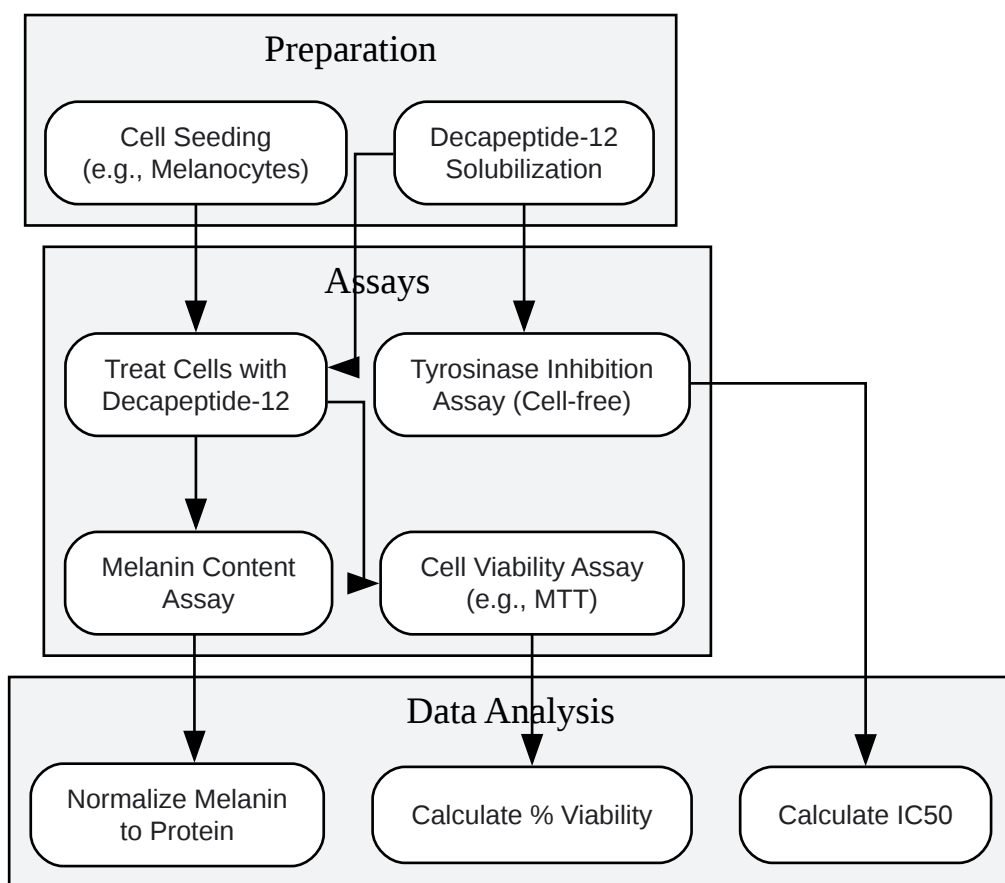 Preparation
Cell Seeding
(e.g., Melanocytes)
Decapeptide-12
Solubilization
Assays
Treat Cells with
Decapeptide-12
Tyrosinase Inhibition
Assay (Cell-free)
Melanin Content
Assay
Cell Viability Assay
(e.g., MTT)
Data Analysis
Normalize Melanin
to Protein
Calculate % Viability
Calculate IC50